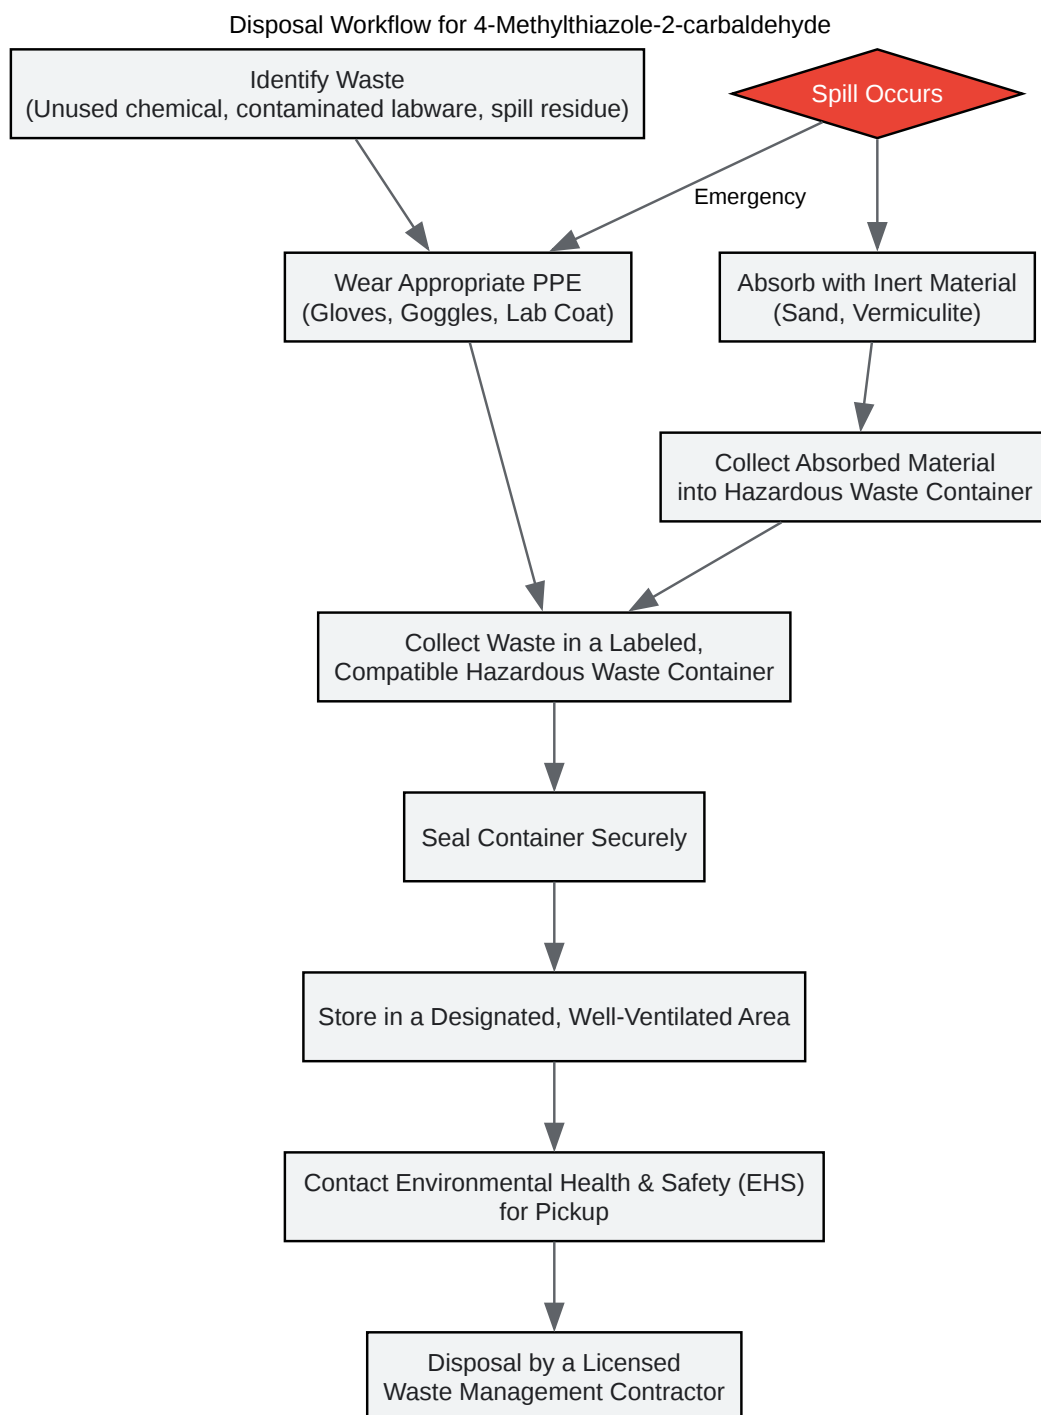 Disposal Workflow for 4-Methylthiazole-2-carbaldehyde
Identify Waste
(Unused chemical, contaminated labware, spill residue)
Spill Occurs
Emergency
Wear Appropriate PPE
(Gloves, Goggles, Lab Coat)
Absorb with Inert Material
(Sand, Vermiculite)
Collect Absorbed Material
into Hazardous Waste Container
Collect Waste in a Labeled,
Compatible Hazardous Waste Container
Seal Container Securely
Store in a Designated, Well-Ventilated Area
Contact Environmental Health & Safety (EHS)
for Pickup
Disposal by a Licensed
Waste Management Contractor